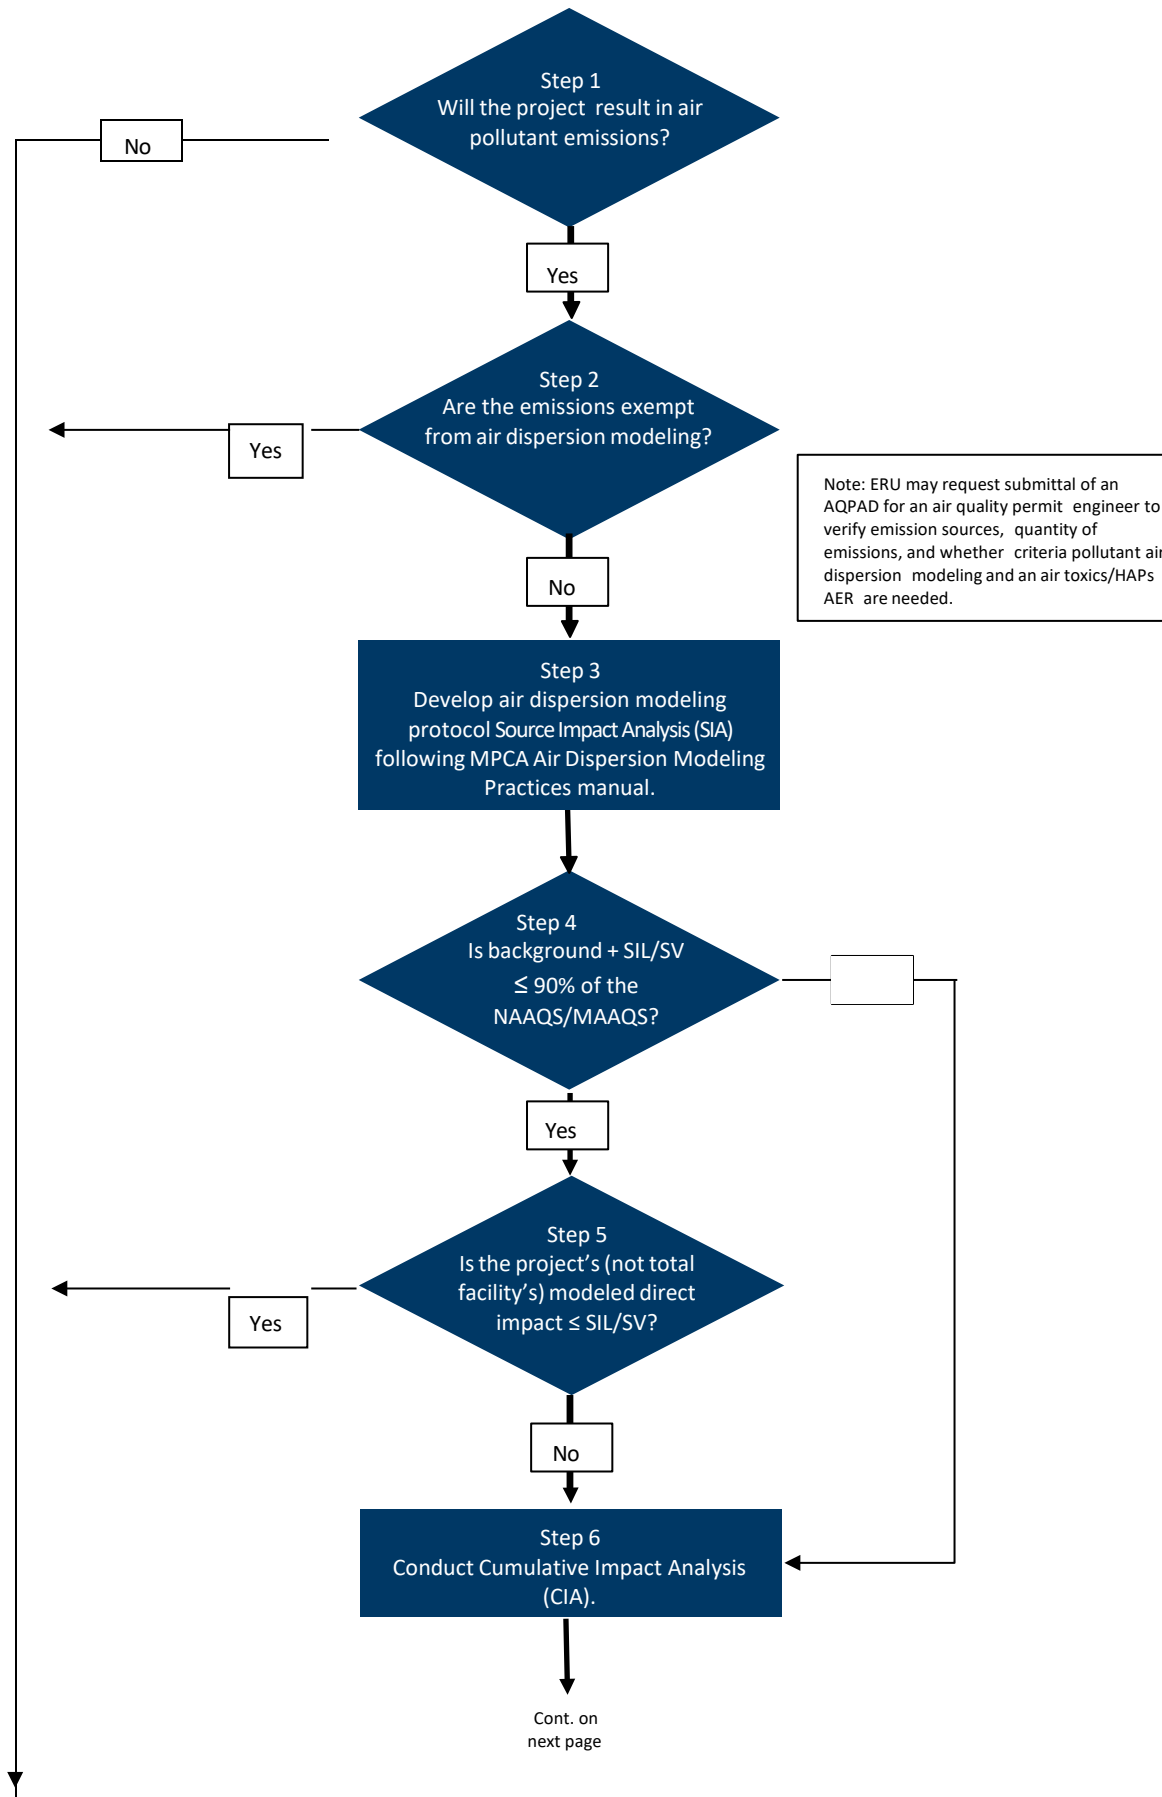 Step 1
Will the project result in air
pollutant emissions?
No
Yes
Step 2
Are the emissions exempt
from air dispersion modeling?
Yes
Note: ERU may request submittal of an
AQPAD for an air quality permit engineer to
verify emission sources, quantity of
emissions, and whether criteria pollutant air
dispersion modeling and an air toxics/HAPs
AER are needed.
No
Step 3
Develop air dispersion modeling
protocol Source Impact Analysis (SIA)
following MPCA Air Dispersion Modeling
Practices manual.
Step 4
Is background + SIL/SV
≤ 90% of the
NAAQS/MAAQS?
Yes
Step 5
Is the project’s (not total
facility’s) modeled direct
impact ≤ SIL/SV?
Yes
No
Step 6
Conduct Cumulative Impact Analysis
(CIA).
Cont. on
next page